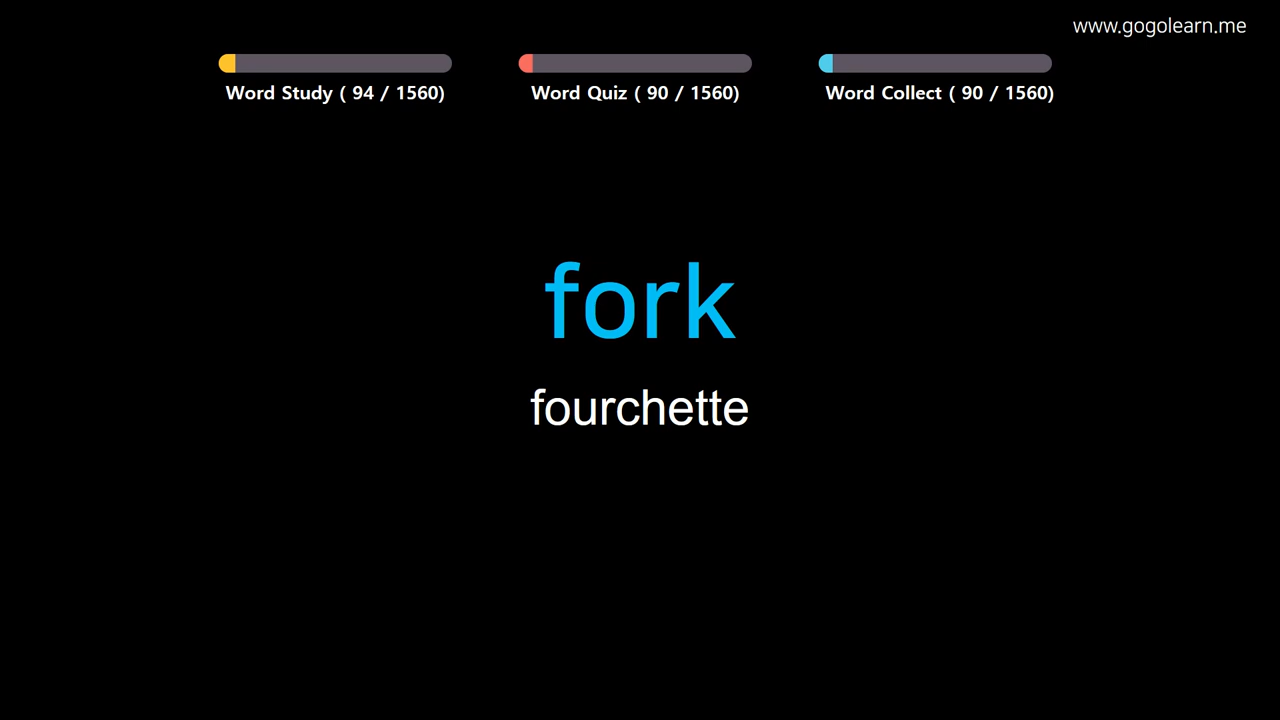 www.gogolearn.me
Word Study ( 94 / 1560)
Word Quiz ( 90 / 1560)
Word Collect ( 90 / 1560)
fork
fourchette